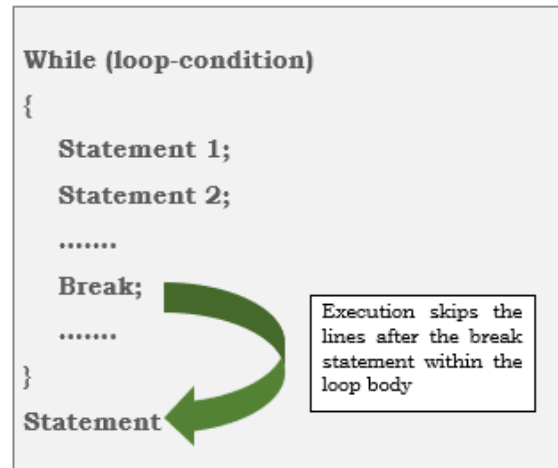 While (loop-condition)
{
Statement 1;
Statement 2;
.......
Break;
.......
}
Statement
Execution skips the
lines after the break
statement within the
loop body